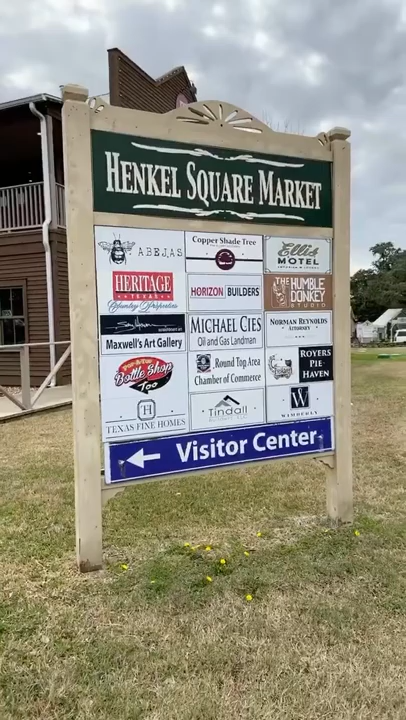 HENKEL SQUARE MARKET
ABEJAS
Copper Shade Tree
Ellis
MOTEL
HERITAGE
TEXAS
Country Properties
HORIZON BUILDERS
THE HUMBLE
DONKEY
STUDIO
Maxwell's Art Gallery
MICHAEL CIES
Oil and Gas Landman
NORMAN REYNOLDS
ATTORNEY
Bottle Shop
Too
Round Top Area
Chamber of Commerce
ROYERS
PIE
HAVEN
TEXAS FINE HOMES
Tindall
W
Visitor Center